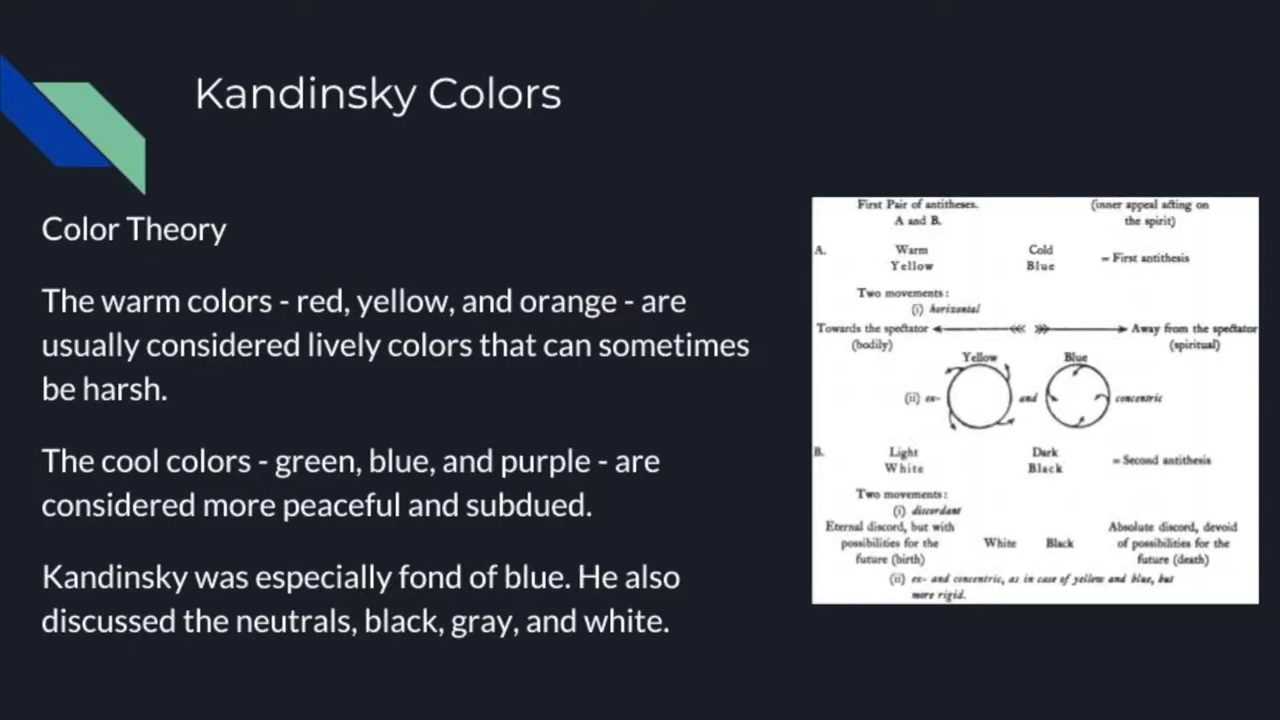 Kandinsky Colors
Color Theory
The warm colors - red, yellow, and orange - are
usually considered lively colors that can sometimes
be harsh.
The cool colors - green, blue, and purple - are
considered more peaceful and subdued.
Kandinsky was especially fond of blue. He also
discussed the neutrals, black, gray, and white.
First Pair of antitheses. (inner appeal acting on
A and B. the spirit)
A. Warm Cold
= First antithesis
Yellow Blue
Two movements:
(i) horizontal
Towards the spectator Away from the spectator
(bodily) (spiritual)
Yellow Blue
(ii) ex- and concentric
B. Light Dark
= Second antithesis
White Black
Two movements:
(i) discordant
Eternal discord, but with Absolute discord, devoid
possibilities for the White Black of possibilities for the
future (birth) future (death)
(ii) ex- and concentric, as in case of yellow and blue, but
more rigid.